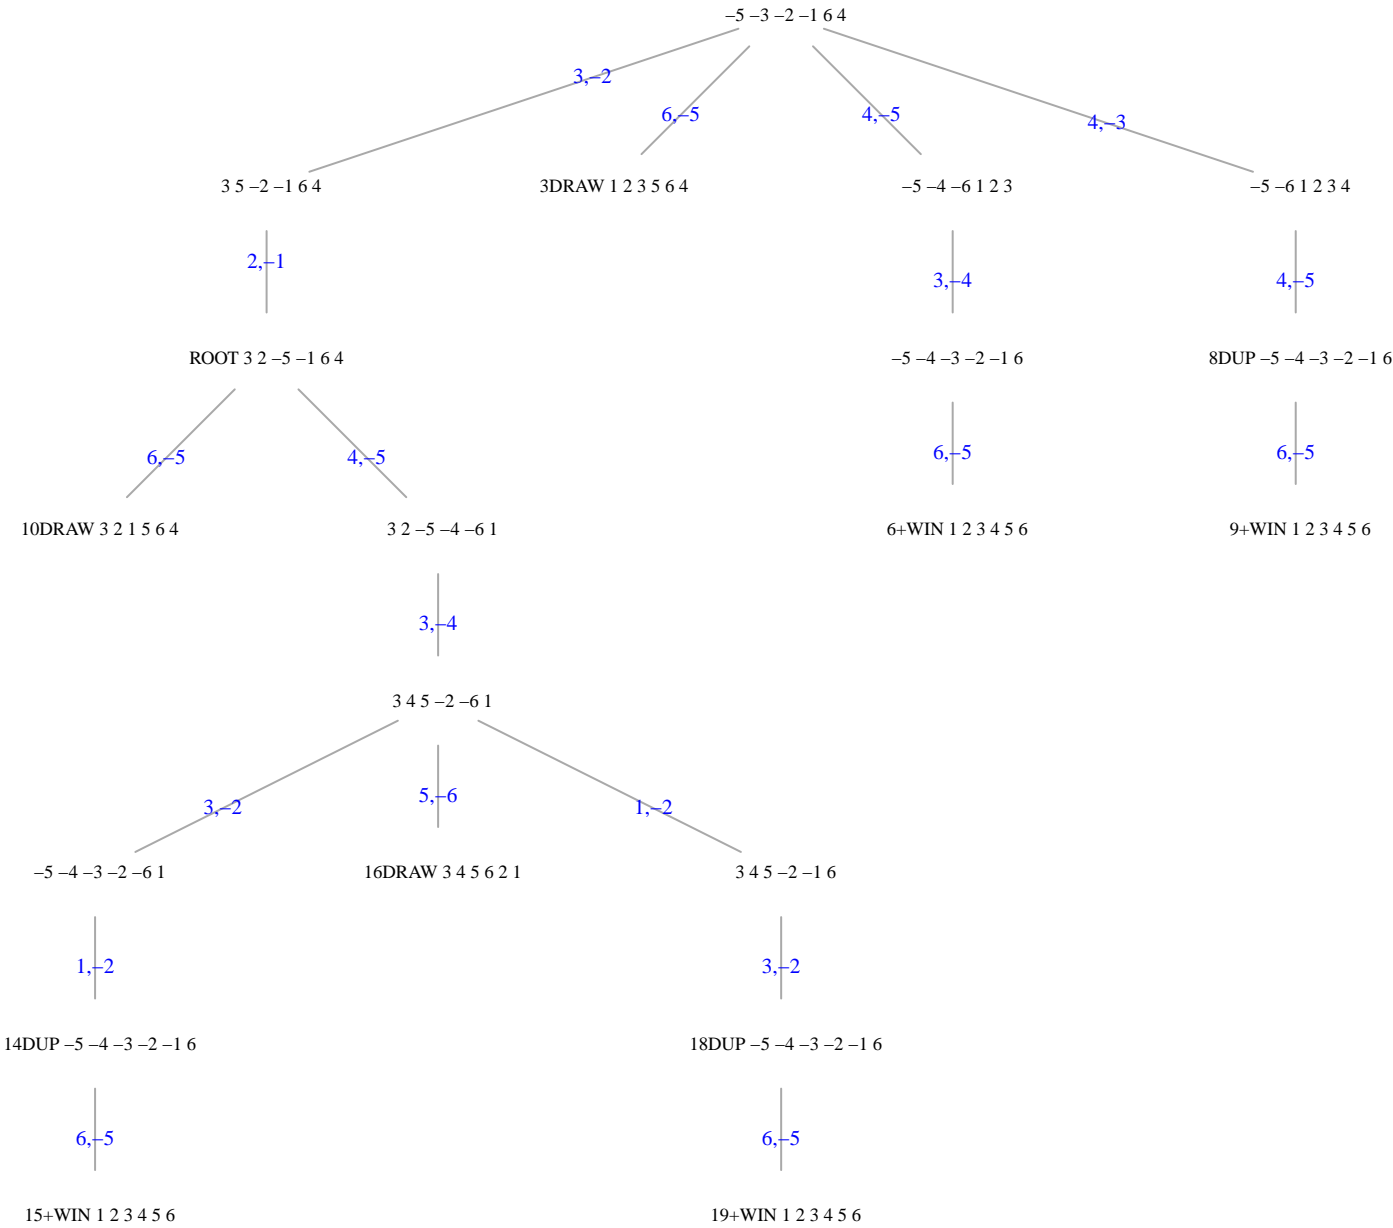 –5 –3 –2 –1 6 4
3,–2
6,–5
4,–5
4,–3
3 5 –2 –1 6 4
3DRAW 1 2 3 5 6 4
–5 –4 –6 1 2 3
–5 –6 1 2 3 4
2,–1
3,–4
4,–5
ROOT 3 2 –5 –1 6 4
–5 –4 –3 –2 –1 6
8DUP –5 –4 –3 –2 –1 6
6,–5
4,–5
6,–5
6,–5
10DRAW 3 2 1 5 6 4
3 2 –5 –4 –6 1
6+WIN 1 2 3 4 5 6
9+WIN 1 2 3 4 5 6
3,–4
3 4 5 –2 –6 1
3,–2
5,–6
1,–2
–5 –4 –3 –2 –6 1
16DRAW 3 4 5 6 2 1
3 4 5 –2 –1 6
1,–2
3,–2
14DUP –5 –4 –3 –2 –1 6
18DUP –5 –4 –3 –2 –1 6
6,–5
6,–5
15+WIN 1 2 3 4 5 6
19+WIN 1 2 3 4 5 6